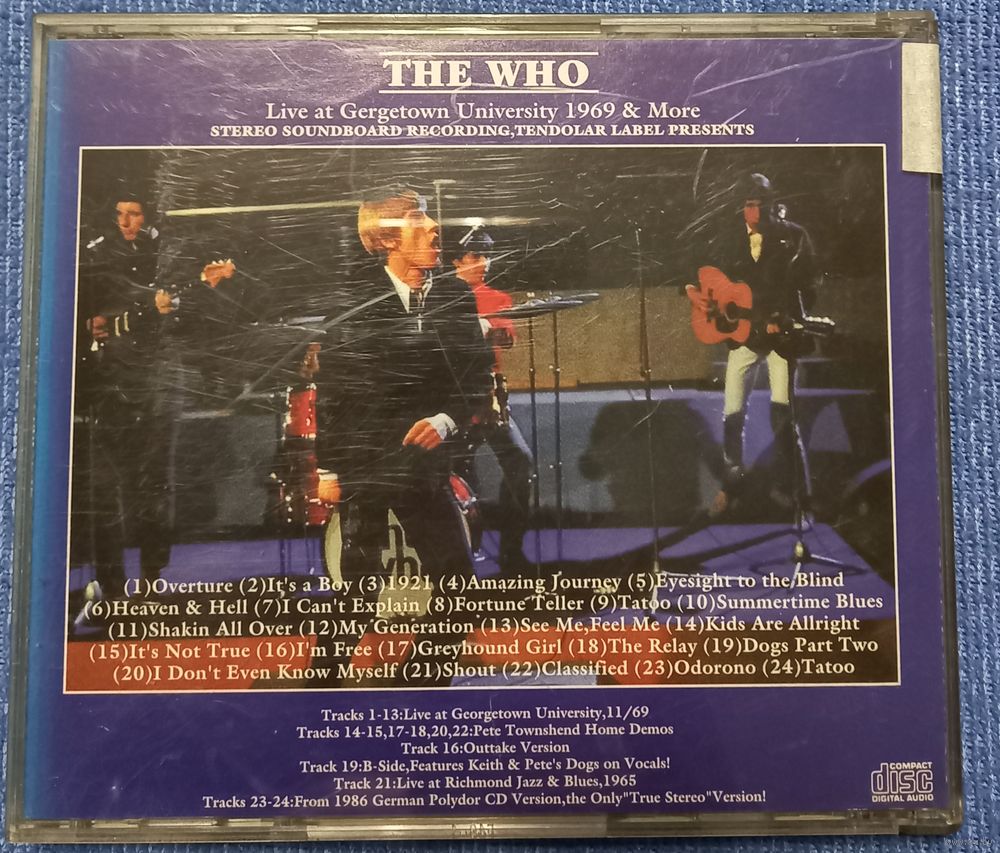 THE WHO
Live at Gergetown University 1969 & More
STEREO SOUNDBOARD RECORDING,TENDOLAR LABEL PRESENTS
(1)Overture (2)It's a Boy (3)1921 (4)Amazing Journey (5)Eyesight to the Blind
(6)Heaven & Hell (7)I Can't Explain (8)Fortune Teller (9)Tatoo (10)Summertime Blues
(11)Shakin All Over (12)My Generation (13)See Me,Feel Me (14)Kids Are Allright
(15)It's Not True (16)I'm Free (17)Greyhound Girl (18)The Relay (19)Dogs Part Two
(20)I Don't Even Know Myself (21)Shout (22)Classified (23)Odorono (24)Tatoo
Tracks 1-13:Live at Georgetown University,11/69
Tracks 14-15,17-18,20,22:Pete Townshend Home Demos
Track 16:Outtake Version
Track 19:B-Side,Features Keith & Pete's Dogs on Vocals!
Track 21:Live at Richmond Jazz & Blues,1965
Tracks 23-24:From 1986 German Polydor CD Version,the Only"True Stereo"Version!
COMPACT
disc
DIGITAL AUDIO